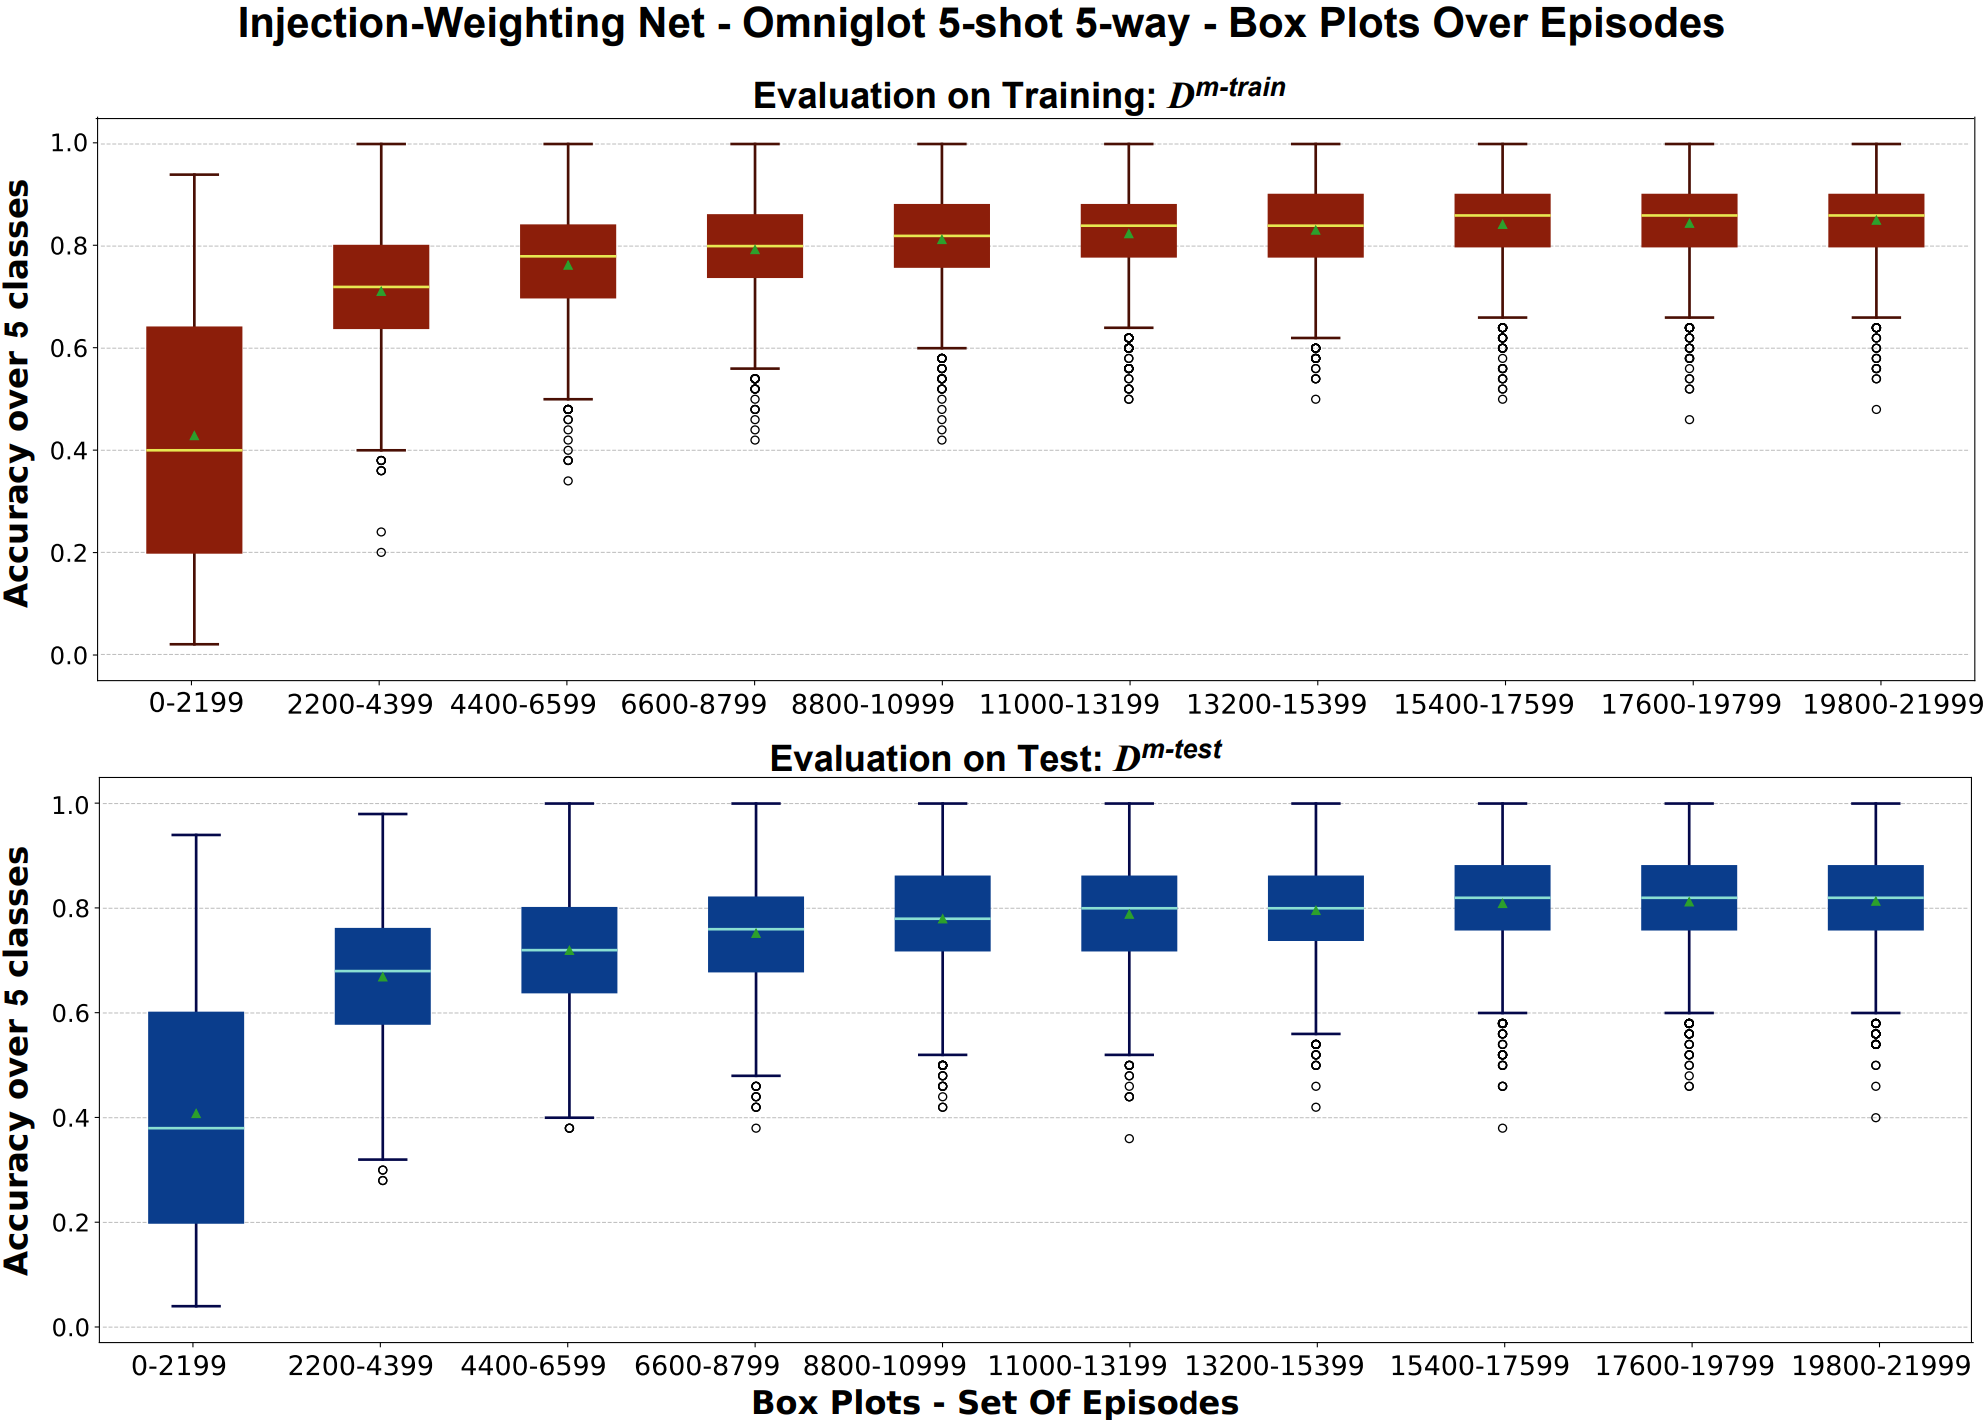 Injection-Weighting Net - Omniglot 5-shot 5-way - Box Plots Over Episodes
Evaluation on Training: D^m-train
Accuracy over 5 classes
1.0
0.8
0.6
0.4
0.2
0.0
0-2199 2200-4399 4400-6599 6600-8799 8800-10999 11000-13199 13200-15399 15400-17599 17600-19799 19800-21999
Evaluation on Test: D^m-test
Accuracy over 5 classes
1.0
0.8
0.6
0.4
0.2
0.0
0-2199 2200-4399 4400-6599 6600-8799 8800-10999 11000-13199 13200-15399 15400-17599 17600-19799 19800-21999
Box Plots - Set Of Episodes